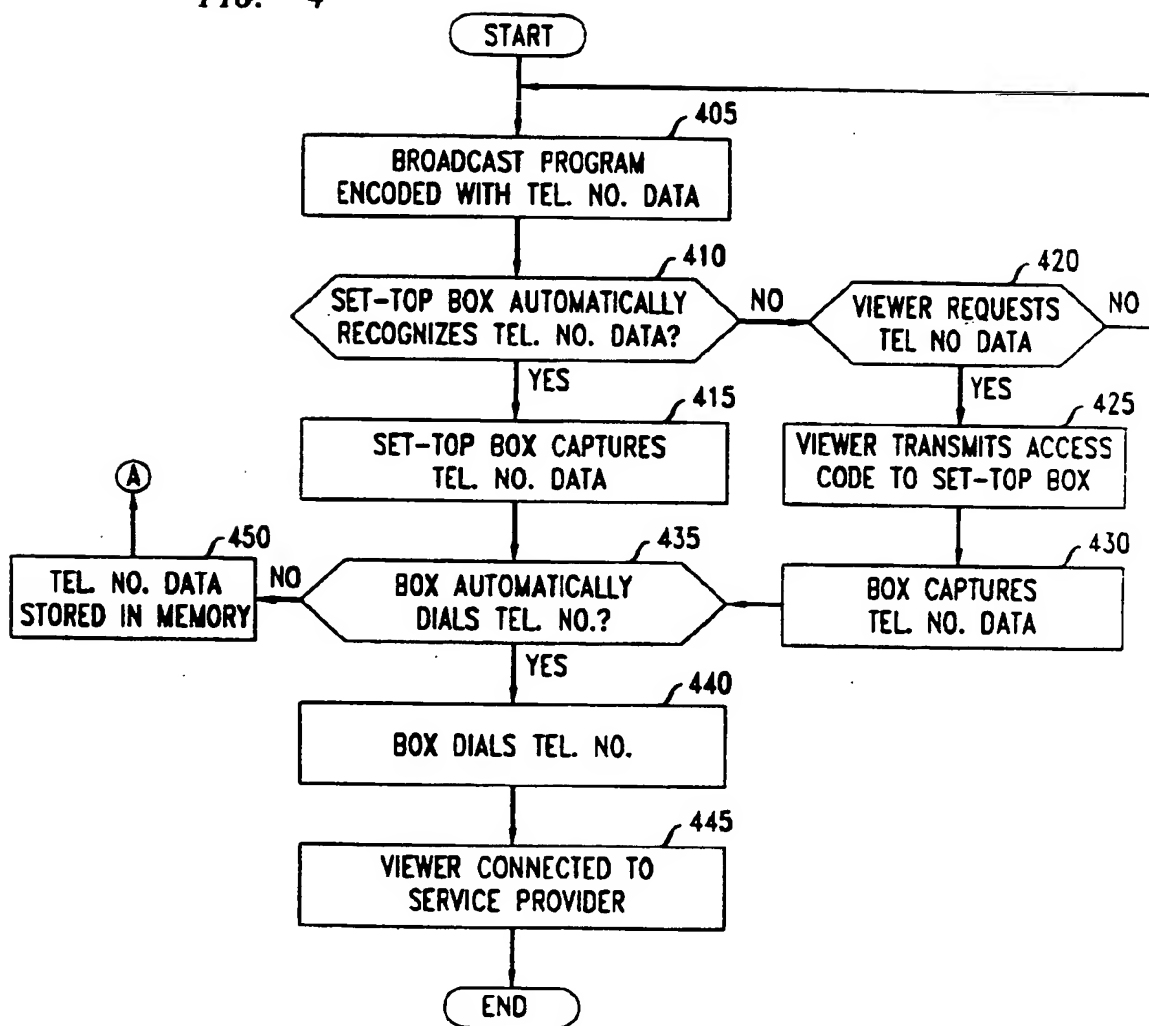 FIG. 4
START
405
BROADCAST PROGRAM
ENCODED WITH TEL. NO. DATA
410
SET-TOP BOX AUTOMATICALLY
RECOGNIZES TEL. NO. DATA?
NO
420
VIEWER REQUESTS
TEL NO DATA
NO
YES
YES
415
SET-TOP BOX CAPTURES
TEL. NO. DATA
425
VIEWER TRANSMITS ACCESS
CODE TO SET-TOP BOX
A
450
TEL. NO. DATA
STORED IN MEMORY
NO
435
BOX AUTOMATICALLY
DIALS TEL. NO.?
430
BOX CAPTURES
TEL. NO. DATA
YES
440
BOX DIALS TEL. NO.
445
VIEWER CONNECTED TO
SERVICE PROVIDER
END